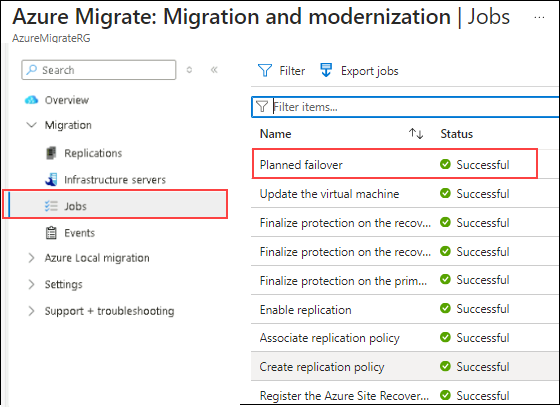 Azure Migrate: Migration and modernization | Jobs ...
AzureMigrateRG
Search
Overview
Migration
Replications
Infrastructure servers
Jobs
Events
Azure Local migration
Settings
Support + troubleshooting
Filter Export jobs
Filter items...
Name Status
Planned failover Successful
Update the virtual machine Successful
Finalize protection on the recov... Successful
Finalize protection on the recov... Successful
Finalize protection on the prim... Successful
Enable replication Successful
Associate replication policy Successful
Create replication policy Successful
Register the Azure Site Recover... Successful